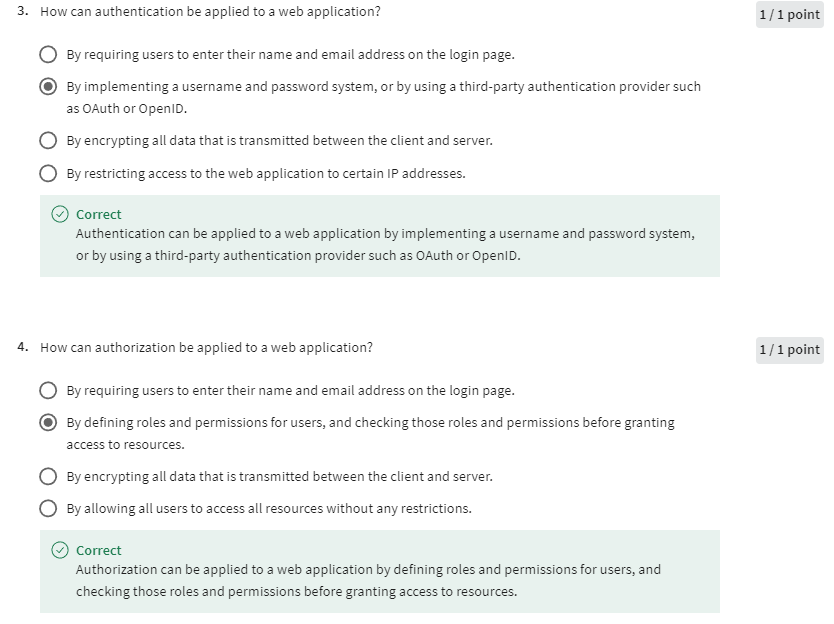 3. How can authentication be applied to a web application?
1 / 1 point
By requiring users to enter their name and email address on the login page.
By implementing a username and password system, or by using a third-party authentication provider such
as OAuth or OpenID.
By encrypting all data that is transmitted between the client and server.
By restricting access to the web application to certain IP addresses.
Correct
Authentication can be applied to a web application by implementing a username and password system,
or by using a third-party authentication provider such as OAuth or OpenID.
4. How can authorization be applied to a web application?
1 / 1 point
By requiring users to enter their name and email address on the login page.
By defining roles and permissions for users, and checking those roles and permissions before granting
access to resources.
By encrypting all data that is transmitted between the client and server.
By allowing all users to access all resources without any restrictions.
Correct
Authorization can be applied to a web application by defining roles and permissions for users, and
checking those roles and permissions before granting access to resources.